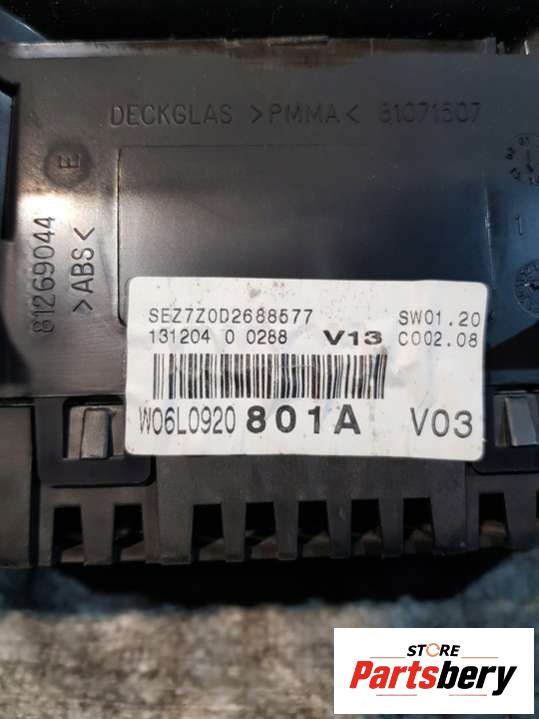 DECKGLAS >PMMA< 81071507
E
81269044
>ABS<
1
SEZ7Z0D2688577 SW01.20
131204 0 0288 V13 C002.08
W06L0920 801A V03
STORE
Partsbery